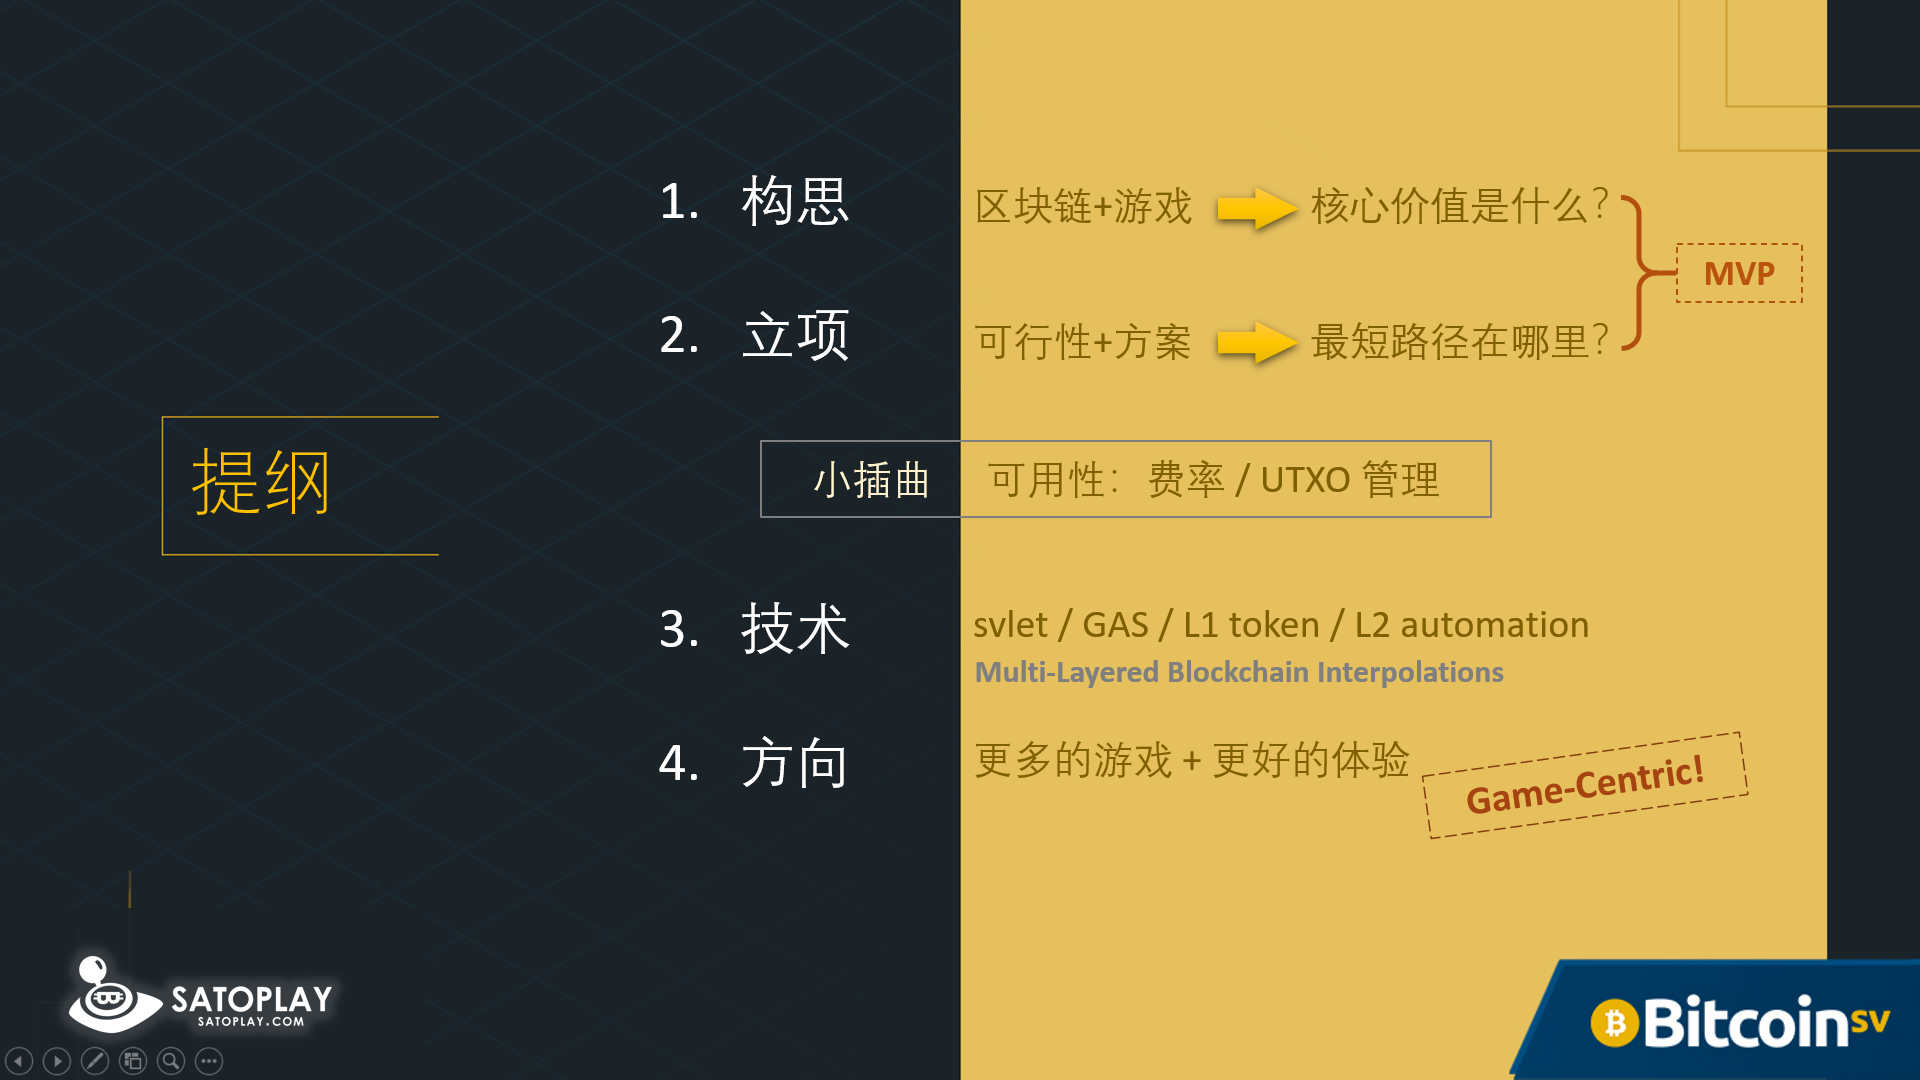 提纲
1. 构思 区块链+游戏 核心价值是什么?
2. 立项 可行性+方案 最短路径在哪里?
MVP
小插曲 可用性： 费率 / UTXO 管理
3. 技术 svlet / GAS / L1 token / L2 automation
Multi-Layered Blockchain Interpolations
4. 方向 更多的游戏 + 更好的体验
Game-Centric!
SATOPLAY
SATOPLAY.COM
Bitcoin SV